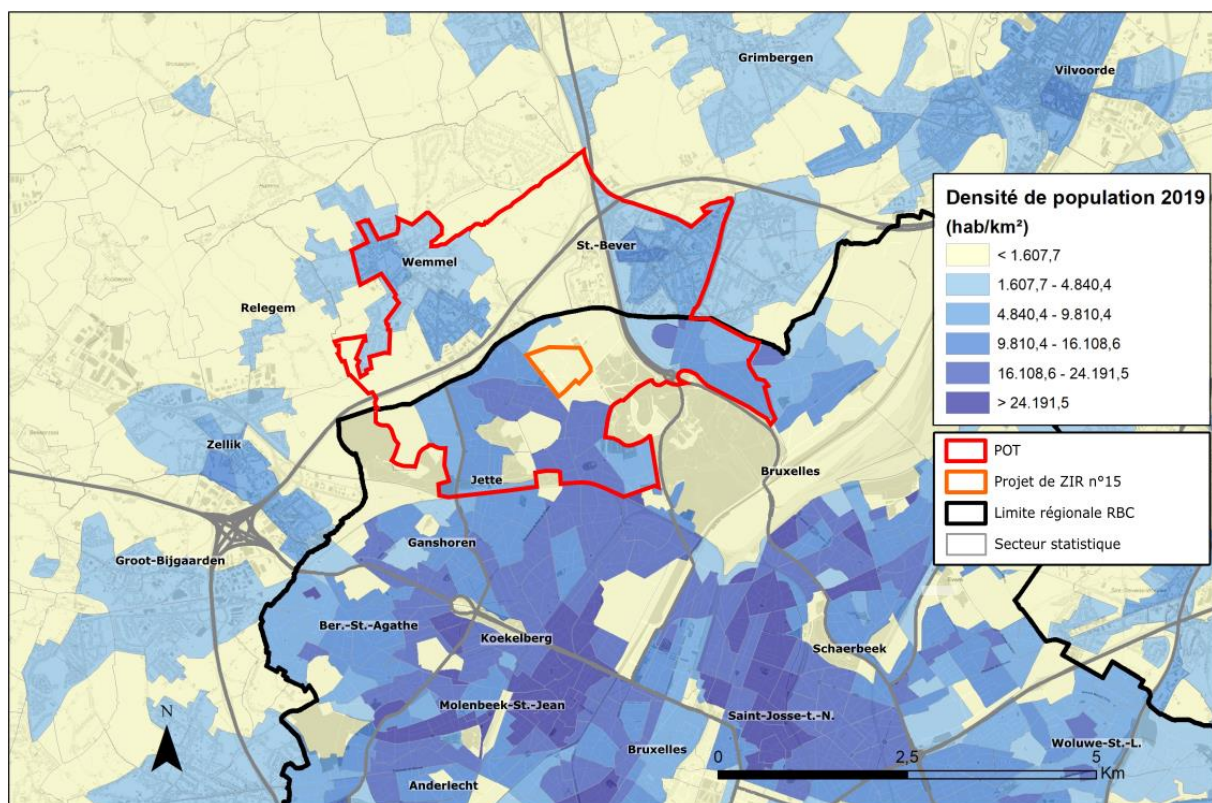 Grimbergen
Vilvoorde
St.-Bever
Wemmel
Relegem
Zellik
Jette
Bruxelles
Groot-Bijgaarden
Ganshoren
Ber.-St.-Agathe
Koekelberg
Schaerbeek
Molenbeek-St.-Jean
Saint-Josse-t.-N.
Bruxelles
Woluwe-St.-L.
Anderlecht
N
0
2,5
5
Km
Densité de population 2019
(hab/km²)
< 1.607,7
1.607,7 - 4.840,4
4.840,4 - 9.810,4
9.810,4 - 16.108,6
16.108,6 - 24.191,5
> 24.191,5
POT
Projet de ZIR n°15
Limite régionale RBC
Secteur statistique